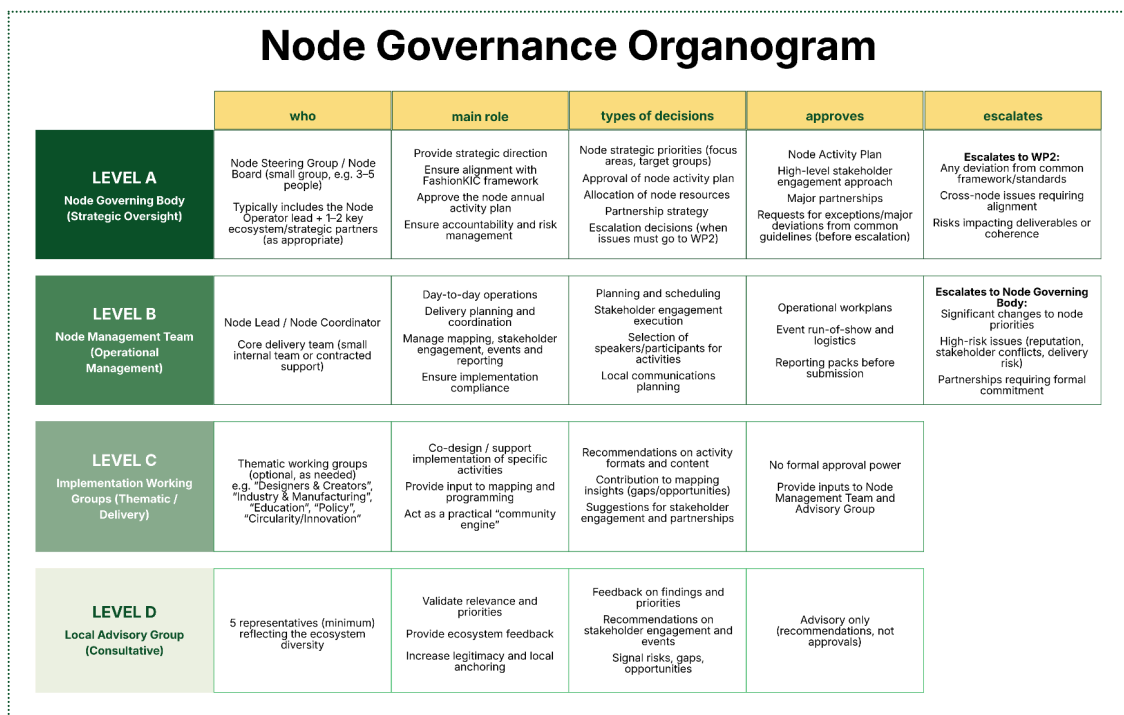 Node Governance Organogram
who
main role
types of decisions
approves
escalates
LEVEL A
Node Governing Body
(Strategic Oversight)
Node Steering Group / Node
Board (small group, e.g. 3–5
people)
Typically includes the Node
Operator lead + 1–2 key
ecosystem/strategic partners
(as appropriate)
Provide strategic direction
Ensure alignment with
FashionKIC framework
Approve the node annual
activity plan
Ensure accountability and risk
management
Node strategic priorities (focus
areas, target groups)
Approval of node activity plan
Allocation of node resources
Partnership strategy
Escalation decisions (when
issues must go to WP2)
Node Activity Plan
High-level stakeholder
engagement approach
Major partnerships
Requests for exceptions/major
deviations from common
guidelines (before escalation)
Escalates to WP2:
Any deviation from common
framework/standards
Cross-node issues requiring
alignment
Risks impacting deliverables or
coherence
LEVEL B
Node Management Team
(Operational
Management)
Node Lead / Node Coordinator
Core delivery team (small
internal team or contracted
support)
Day-to-day operations
Delivery planning and
coordination
Manage mapping, stakeholder
engagement, events and
reporting
Ensure implementation
compliance
Planning and scheduling
Stakeholder engagement
execution
Selection of
speakers/participants for
activities
Local communications
planning
Operational workplans
Event run-of-show and
logistics
Reporting packs before
submission
Escalates to Node Governing
Body:
Significant changes to node
priorities
High-risk issues (reputation,
stakeholder conflicts, delivery
risk)
Partnerships requiring formal
commitment
LEVEL C
Implementation Working
Groups (Thematic /
Delivery)
Thematic working groups
(optional, as needed)
e.g. “Designers & Creators”,
“Industry & Manufacturing”,
“Education”, “Policy”,
“Circularity/Innovation”
Co-design / support
implementation of specific
activities
Provide input to mapping and
programming
Act as a practical “community
engine”
Recommendations on activity
formats and content
Contribution to mapping
insights (gaps/opportunities)
Suggestions for stakeholder
engagement and partnerships
No formal approval power
Provide inputs to Node
Management Team and
Advisory Group
LEVEL D
Local Advisory Group
(Consultative)
5 representatives (minimum)
reflecting the ecosystem
diversity
Validate relevance and
priorities
Provide ecosystem feedback
Increase legitimacy and local
anchoring
Feedback on findings and
priorities
Recommendations on
stakeholder engagement and
events
Signal risks, gaps,
opportunities
Advisory only
(recommendations, not
approvals)